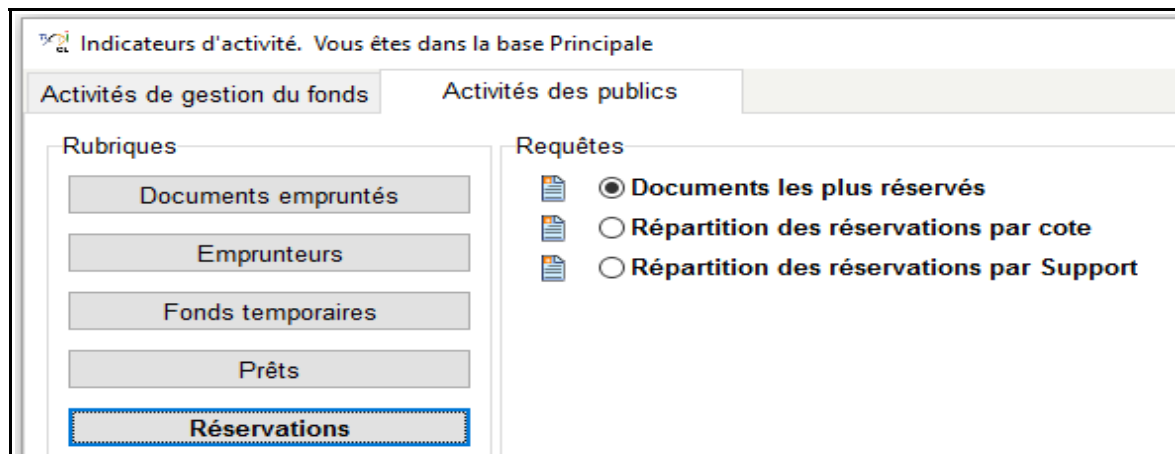 Indicateurs d'activité. Vous êtes dans la base Principale
Activités de gestion du fonds
Activités des publics
Rubriques
Documents empruntés
Emprunteurs
Fonds temporaires
Prêts
Réservations
Requêtes
Documents les plus réservés
Répartition des réservations par cote
Répartition des réservations par Support